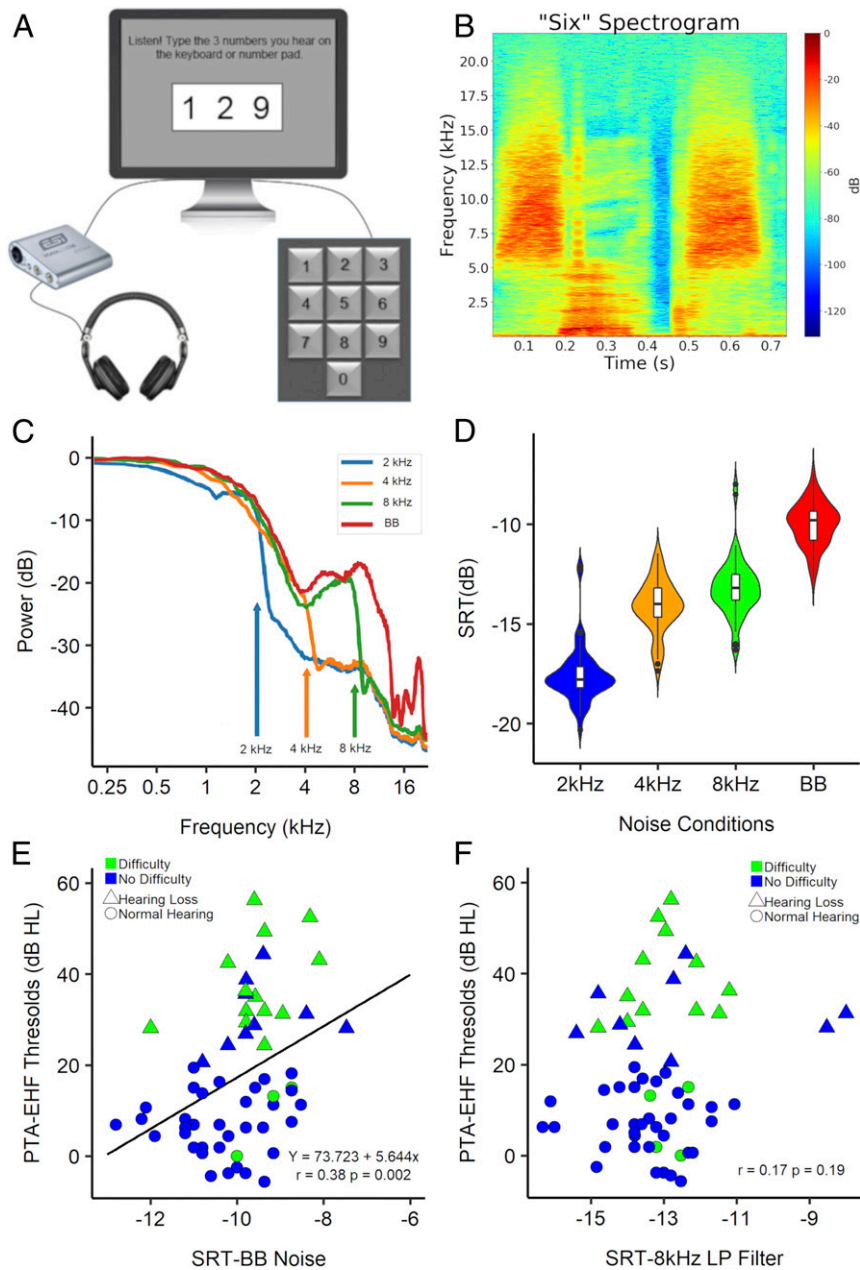 A
Listen! Type the 3 numbers you hear on
the keyboard or number pad.
1 2 9
ESI
1 2 3
4 5 6
7 8 9
0
B
"Six" Spectrogram
Frequency (kHz)
20.0
17.5
15.0
12.5
10.0
7.5
5.0
2.5
0.1 0.2 0.3 0.4 0.5 0.6 0.7
Time (s)
0
-20
-40
-60
-80
-100
-120
dB
C
Power (dB)
0
-10
-20
-30
-40
2 kHz
4 kHz
8 kHz
BB
2 kHz 4 kHz 8 kHz
0.25 0.5 1 2 4 8 16
Frequency (kHz)
D
SRT(dB)
-10
-15
-20
2kHz 4kHz 8kHz BB
Noise Conditions
E
PTA-EHF Thresolds (dB HL)
60
40
20
0
Difficulty
No Difficulty
Hearing Loss
Normal Hearing
Y = 73.723 + 5.644x
r = 0.38 p = 0.002
-12 -10 -8 -6
SRT-BB Noise
F
PTA-EHF Thresolds (dB HL)
60
40
20
0
Difficulty
No Difficulty
Hearing Loss
Normal Hearing
r = 0.17 p = 0.19
-15 -13 -11 -9
SRT-8kHz LP Filter